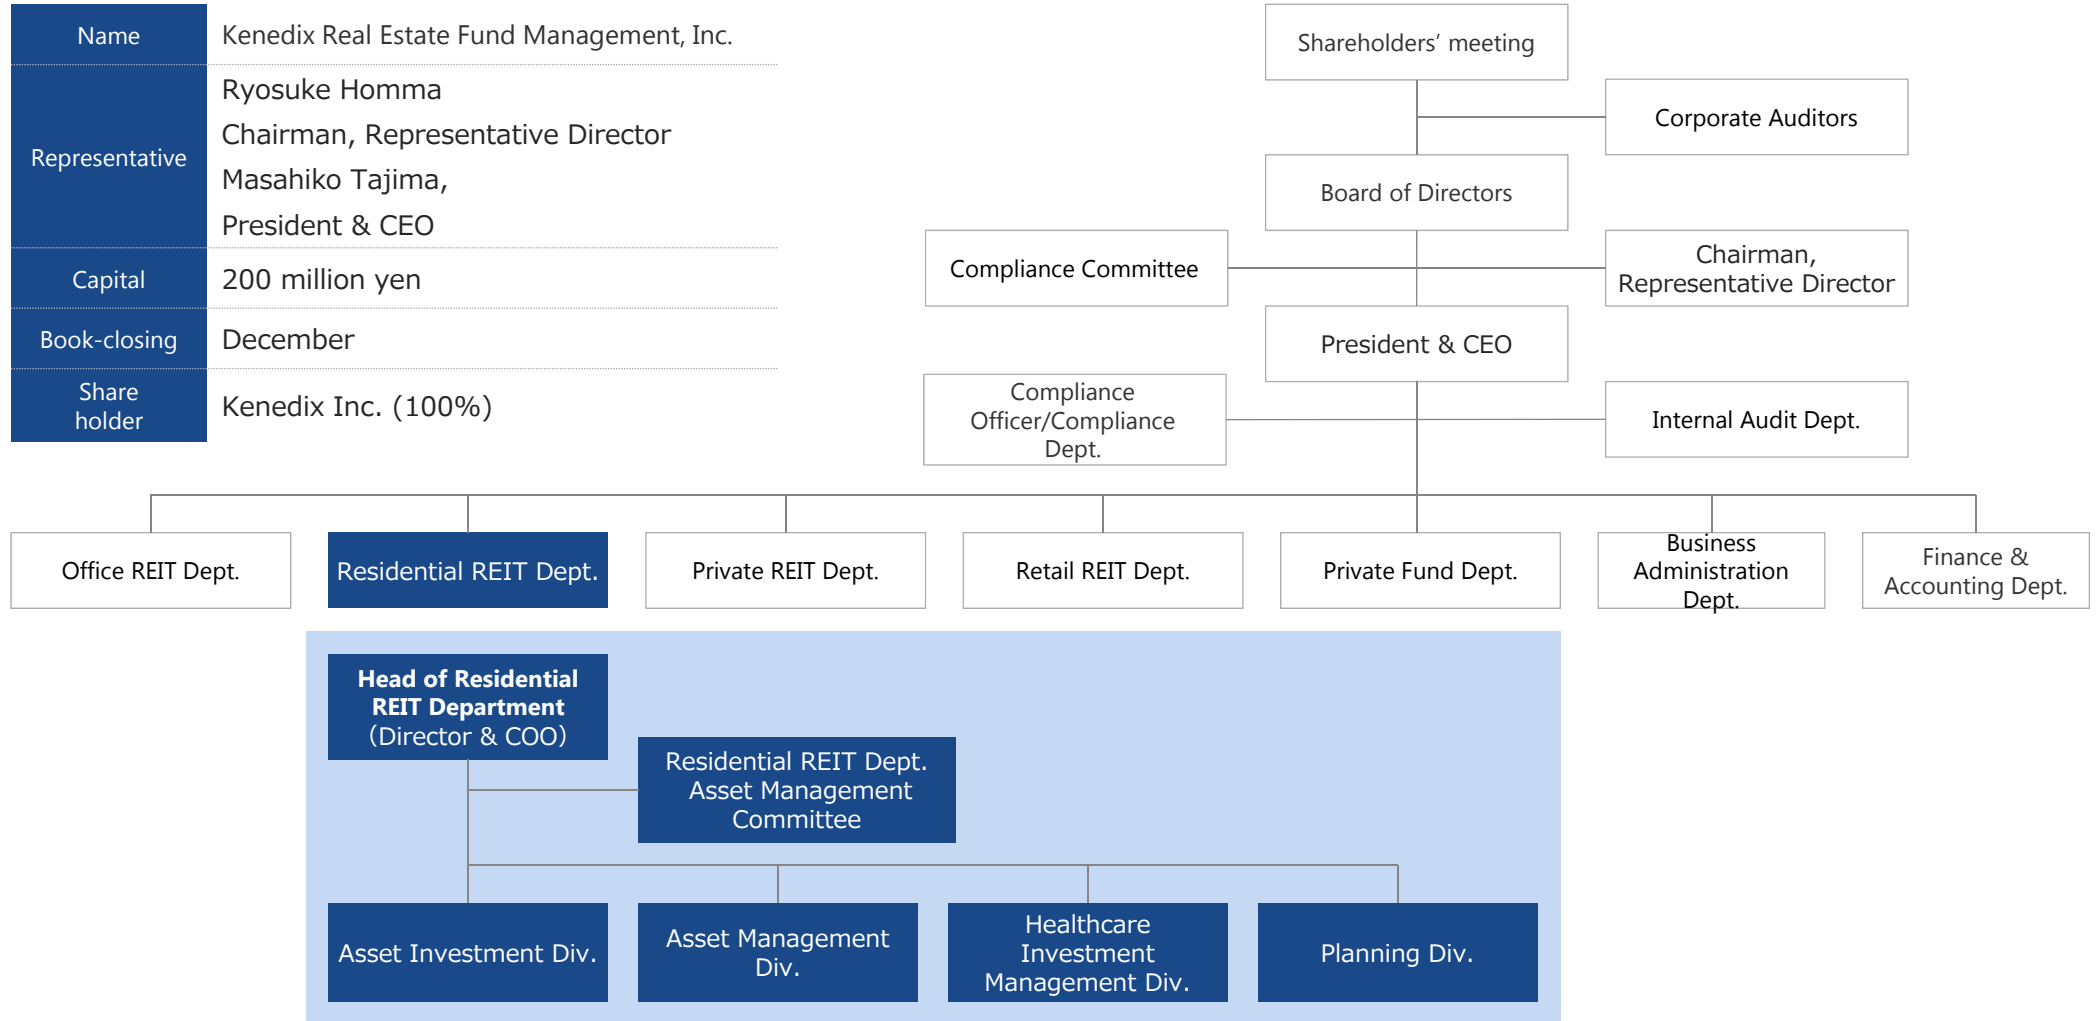 Name
Kenedix Real Estate Fund Management, Inc.
Representative
Ryosuke Homma
Chairman, Representative Director
Masahiko Tajima,
President & CEO
Capital
200 million yen
Book-closing
December
Share
holder
Kenedix Inc. (100%)
Shareholders’ meeting
Corporate Auditors
Board of Directors
Compliance Committee
Chairman,
Representative Director
President & CEO
Compliance
Officer/Compliance
Dept.
Internal Audit Dept.
Office REIT Dept.
Residential REIT Dept.
Private REIT Dept.
Retail REIT Dept.
Private Fund Dept.
Business
Administration
Dept.
Finance &
Accounting Dept.
Head of Residential
REIT Department
（Director & COO）
Residential REIT Dept.
Asset Management
Committee
Asset Investment Div.
Asset Management
Div.
Healthcare
Investment
Management Div.
Planning Div.